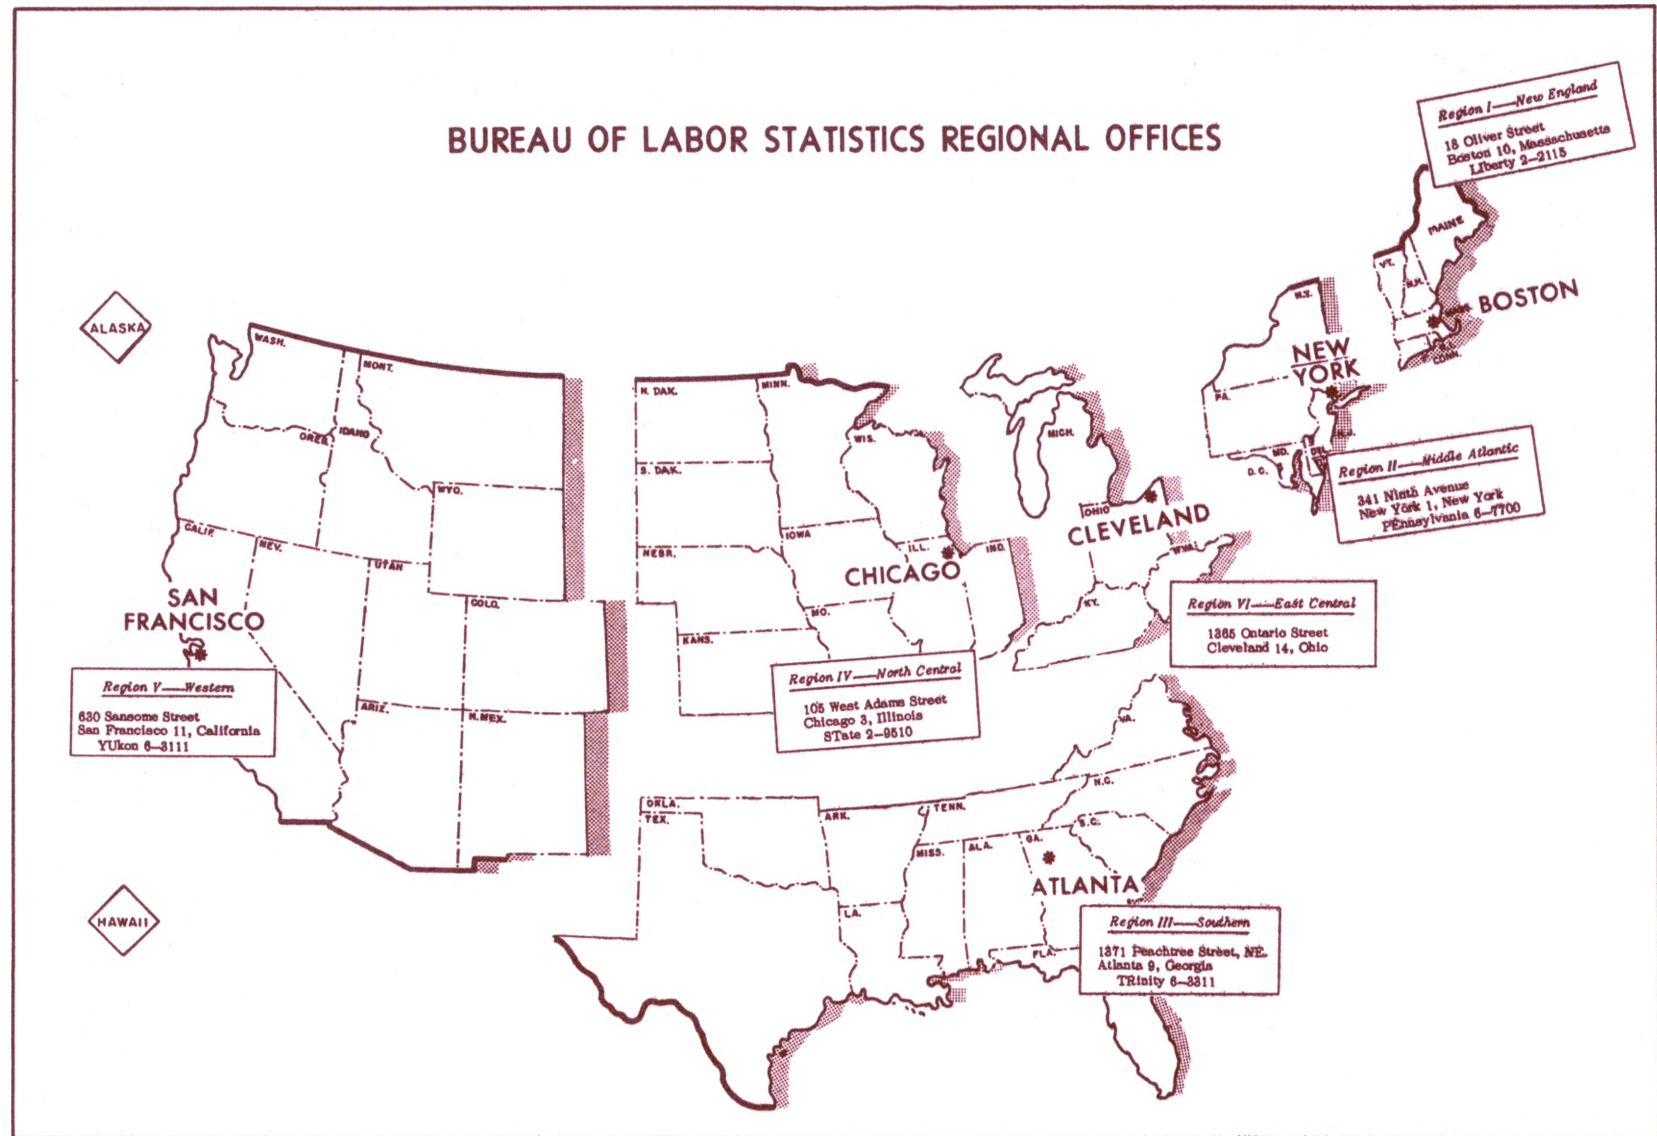 BUREAU OF LABOR STATISTICS REGIONAL OFFICES
Region I—New England
18 Oliver Street
Boston 10, Massachusetts
LIberty 2-2115
MAINE
VT.
N.H.
MASS.
BOSTON
R.I.
CONN.
N.Y.
NEW
YORK
PA.
N.J.
MD.
DEL.
D.C.
Region II—Middle Atlantic
341 Ninth Avenue
New York 1, New York
PEnnsylvania 6-7700
ALASKA
WASH.
MONT.
OREG.
IDAHO
WYO.
CALIF.
NEV.
UTAH
COLO.
SAN
FRANCISCO
ARIZ.
N.MEX.
Region V—Western
630 Sansome Street
San Francisco 11, California
YUkon 6-3111
N. DAK.
MINN.
S. DAK.
WIS.
NEBR.
IOWA
ILL.
IND.
CHICAGO
MO.
KANS.
Region IV—North Central
105 West Adams Street
Chicago 3, Illinois
STate 2-9510
MICH.
OHIO
CLEVELAND
W.VA.
KY.
Region VI—East Central
1365 Ontario Street
Cleveland 14, Ohio
HAWAII
VA.
N.C.
OKLA.
TEX.
ARK.
TENN.
S.C.
MISS.
ALA.
GA.
ATLANTA
LA.
FLA.
Region III—Southern
1371 Peachtree Street, NE.
Atlanta 9, Georgia
TRinity 6-3311